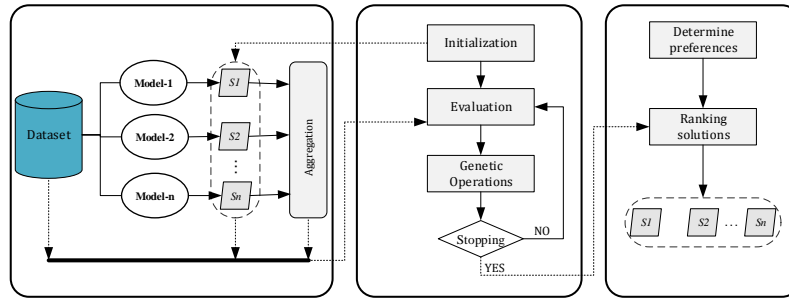 Dataset
Model-1
Model-2
Model-n
S1
S2
⋮
Sn
Aggregation
Initialization
Evaluation
Genetic
Operations
Stopping
NO
YES
Determine
preferences
Ranking
solutions
S1 S2 ... Sn